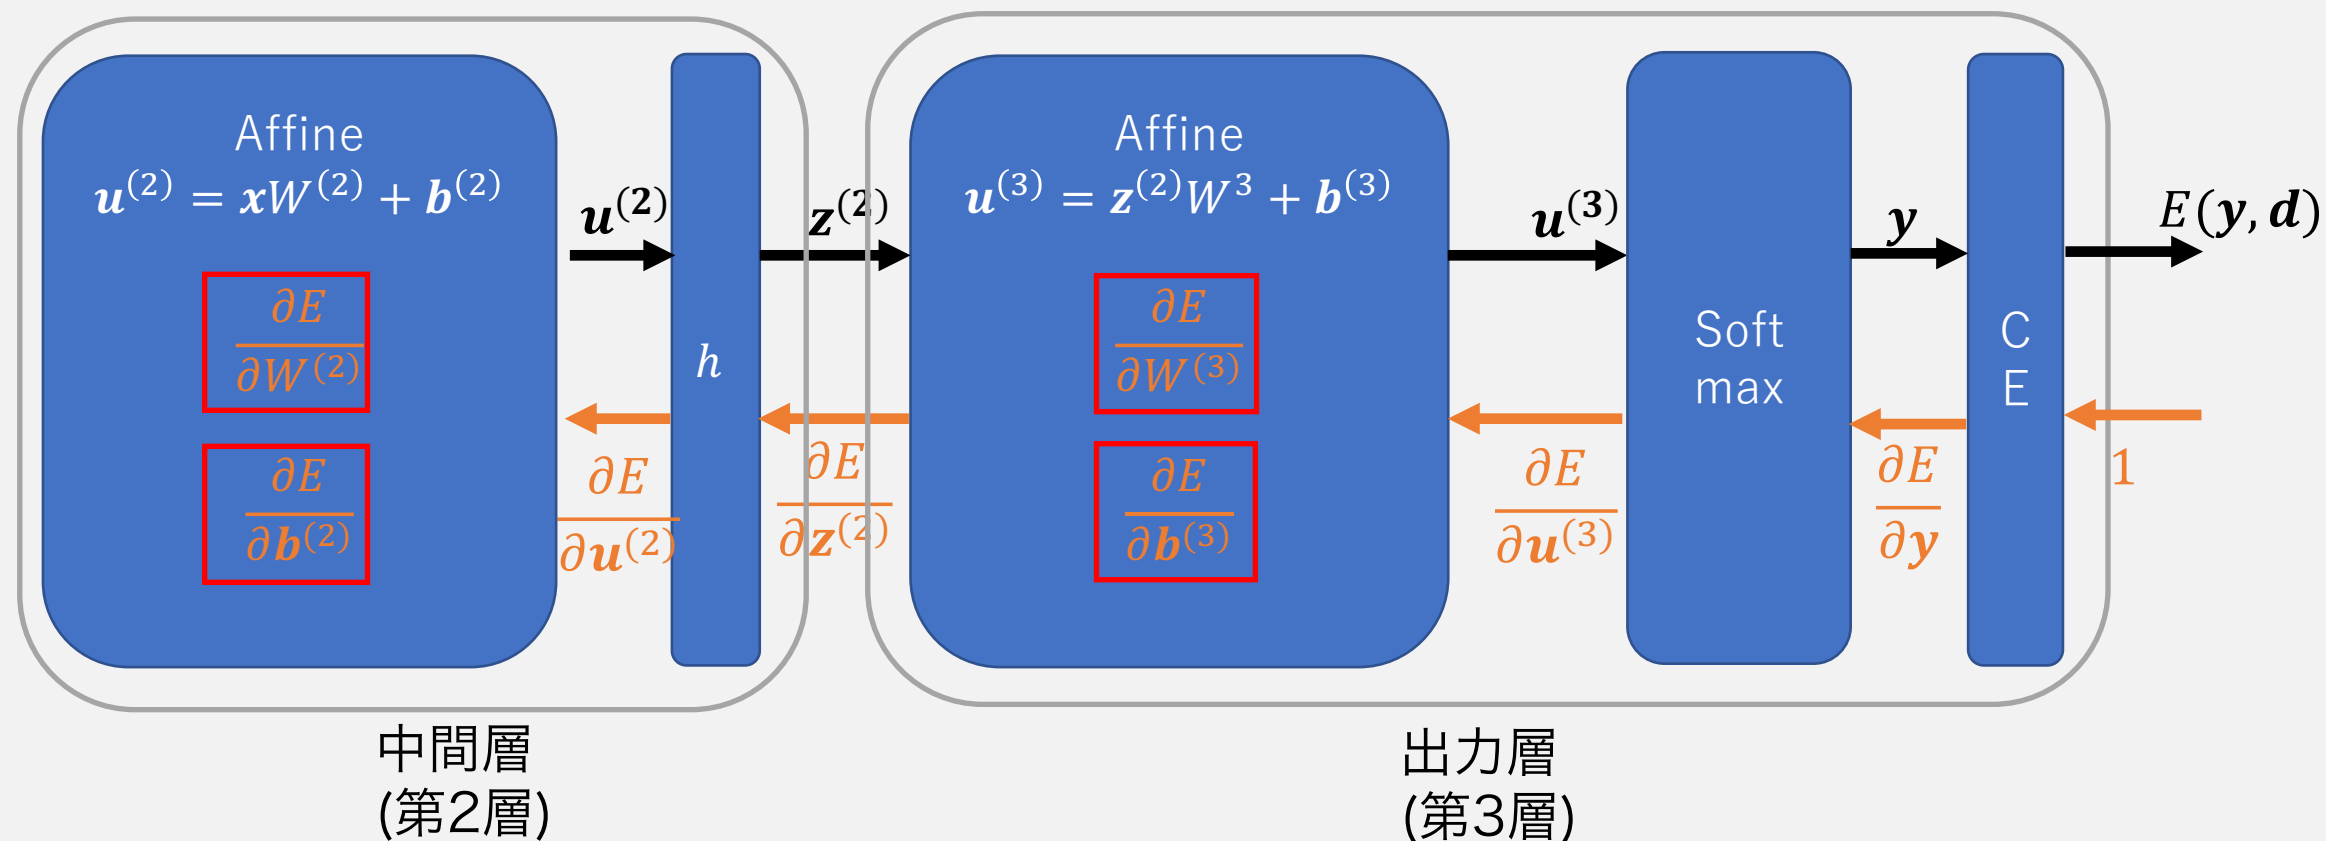 Affine
u^(2) = xW^(2) + b^(2)
∂E/∂W^(2)
∂E/∂b^(2)
u^(2)
∂E/∂u^(2)
h
z^(2)
∂E/∂z^(2)
Affine
u^(3) = z^(2)W^3 + b^(3)
∂E/∂W^(3)
∂E/∂b^(3)
u^(3)
∂E/∂u^(3)
Soft
max
y
∂E/∂y
C
E
E(y, d)
1
中間層
(第2層)
出力層
(第3層)